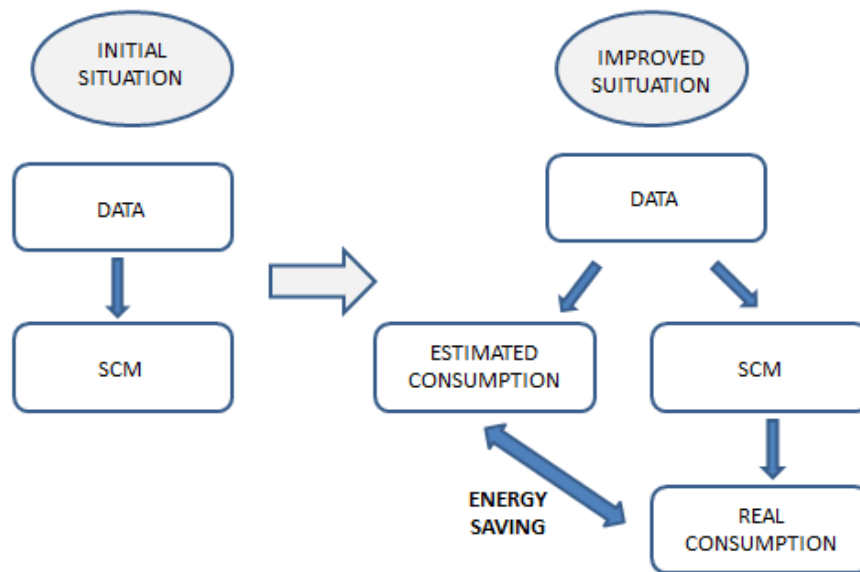 INITIAL
SITUATION
DATA
SCM
IMPROVED
SUITUATION
DATA
ESTIMATED
CONSUMPTION
SCM
ENERGY
SAVING
REAL
CONSUMPTION